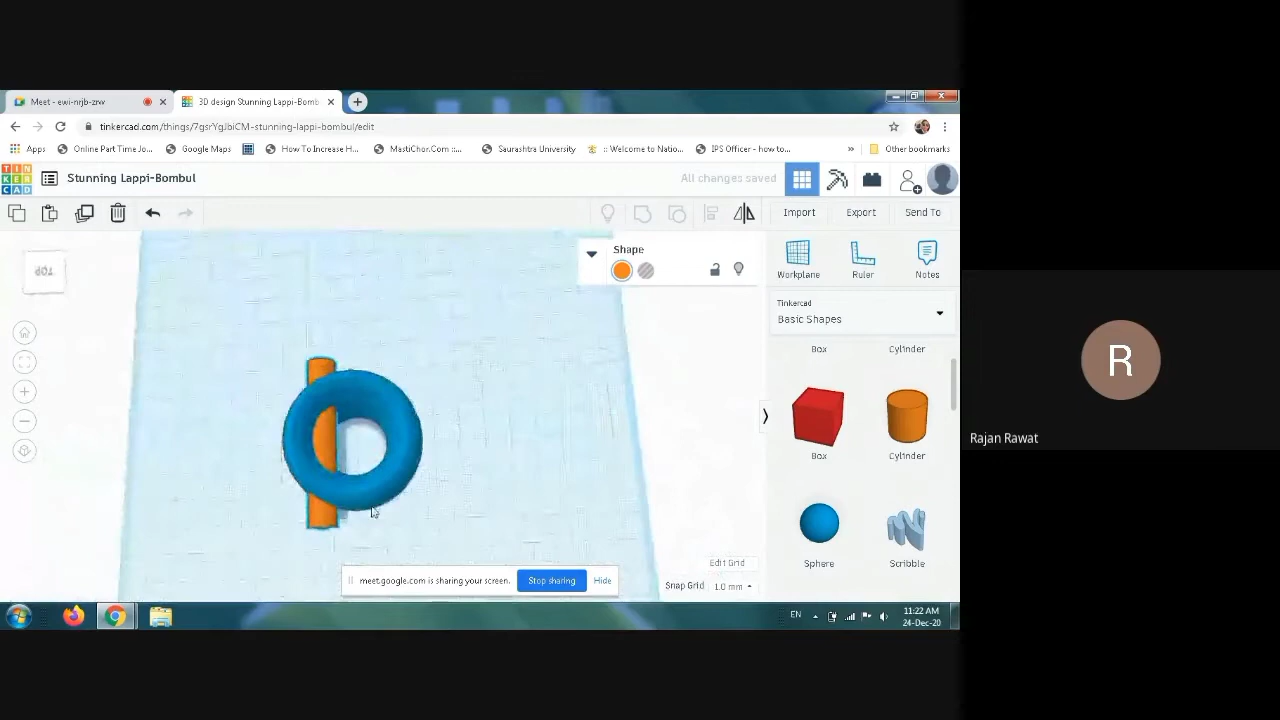 Meet - ewi-nrjb-zrw
3D design Stunning Lappi-Bomb
tinkercad.com/things/7gsrYgJbiCM-stunning-lappi-bombul/edit
Apps
Online Part Time Jo...
Google Maps
How To Increase H...
MastiChor.Com ::...
Saurashtra University
:: Welcome to Natio...
IPS Officer - how to...
»
Other bookmarks
TIN
KER
CAD
Stunning Lappi-Bombul
All changes saved
Import
Export
Send To
TOP
Shape
Workplane
Ruler
Notes
Tinkercad
Basic Shapes
Box
Cylinder
Box
Cylinder
Sphere
Scribble
Edit Grid
Snap Grid 1.0 mm
meet.google.com is sharing your screen.
Stop sharing
Hide
EN
11:22 AM
24-Dec-20
R
Rajan Rawat